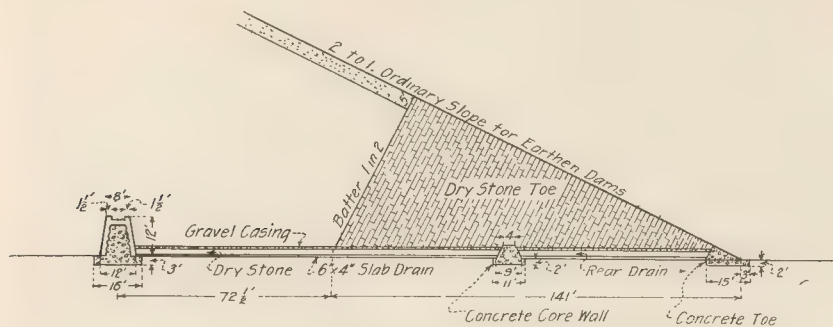 2 to 1. Ordinary Slope for Earthen Dams
5'
Batter 1 in 2
Dry Stone Toe
8'
1½'
1½'
12'
Gravel Casing
4'
3'
Dry Stone
6" x 4" Slab Drain
2'
Rear Drain
3'
2'
12'
16'
9'
11'
15'
72½'
141'
Concrete Core Wall
Concrete Toe